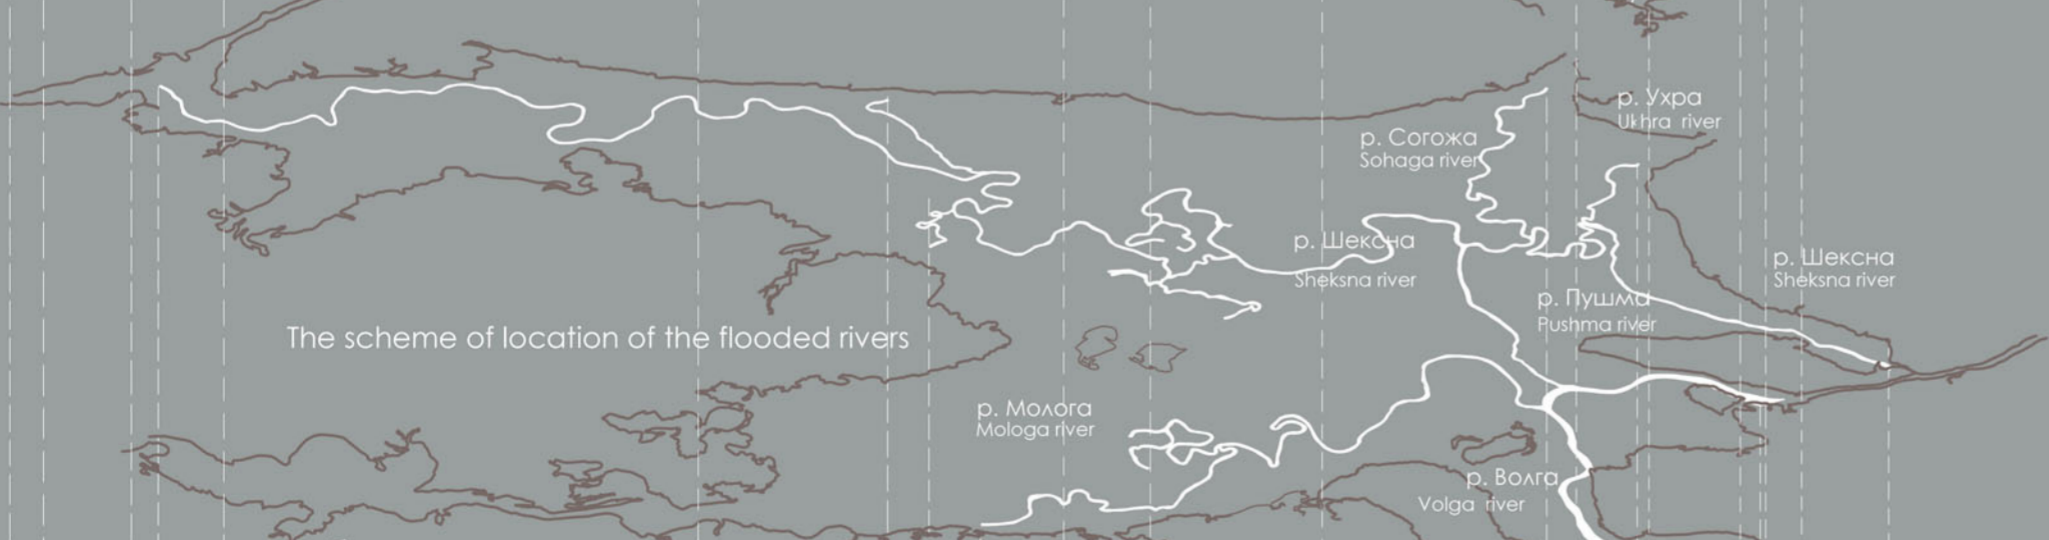 р. Ухра
Ukhra river
р. Согожа
Sohaga river
р. Шексна
Sheksna river
р. Шексна
Sheksna river
р. Пушма
Pushma river
The scheme of location of the flooded rivers
р. Молога
Mologa river
р. Волга
Volga river